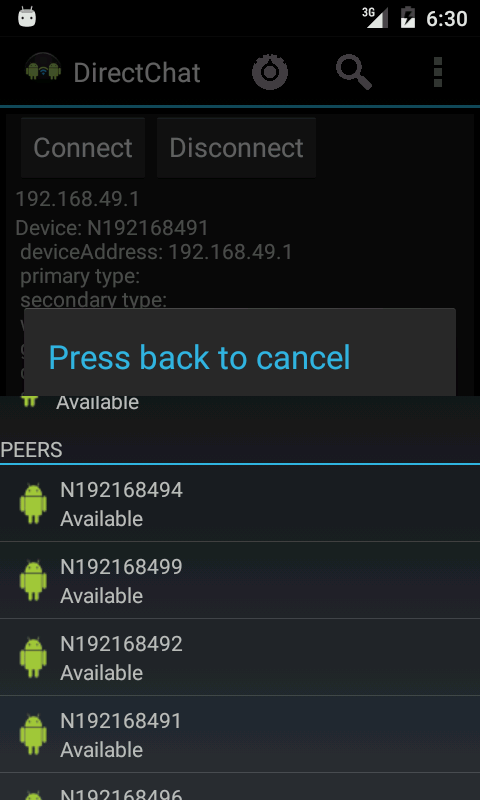 3G 6:30
DirectChat
Connect Disconnect
192.168.49.1
Device: N192168491
deviceAddress: 192.168.49.1
primary type:
secondary type:
Press back to cancel
Available
PEERS
N192168494
Available
N192168499
Available
N192168492
Available
N192168491
Available
N192168496